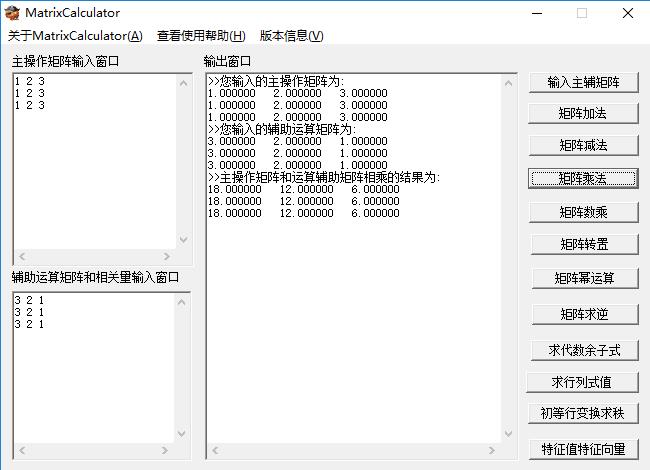 MatrixCalculator
关于MatrixCalculator(A) 查看使用帮助(H) 版本信息(V)
主操作矩阵输入窗口
1 2 3
1 2 3
1 2 3
辅助运算矩阵和相关里输入窗口
3 2 1
3 2 1
3 2 1
输出窗口
>>您输入的主操作矩阵为:
1.000000 2.000000 3.000000
1.000000 2.000000 3.000000
1.000000 2.000000 3.000000
>>您输入的辅助运算矩阵为:
3.000000 2.000000 1.000000
3.000000 2.000000 1.000000
3.000000 2.000000 1.000000
>>主操作矩阵和运算辅助矩阵相乘的结果为:
18.000000 12.000000 6.000000
18.000000 12.000000 6.000000
18.000000 12.000000 6.000000
输入主辅矩阵
矩阵加法
矩阵减法
矩阵乘法
矩阵数乘
矩阵转置
矩阵幂运算
矩阵求逆
求代数余子式
求行列式值
初等行变换求秩
特征值特征向里